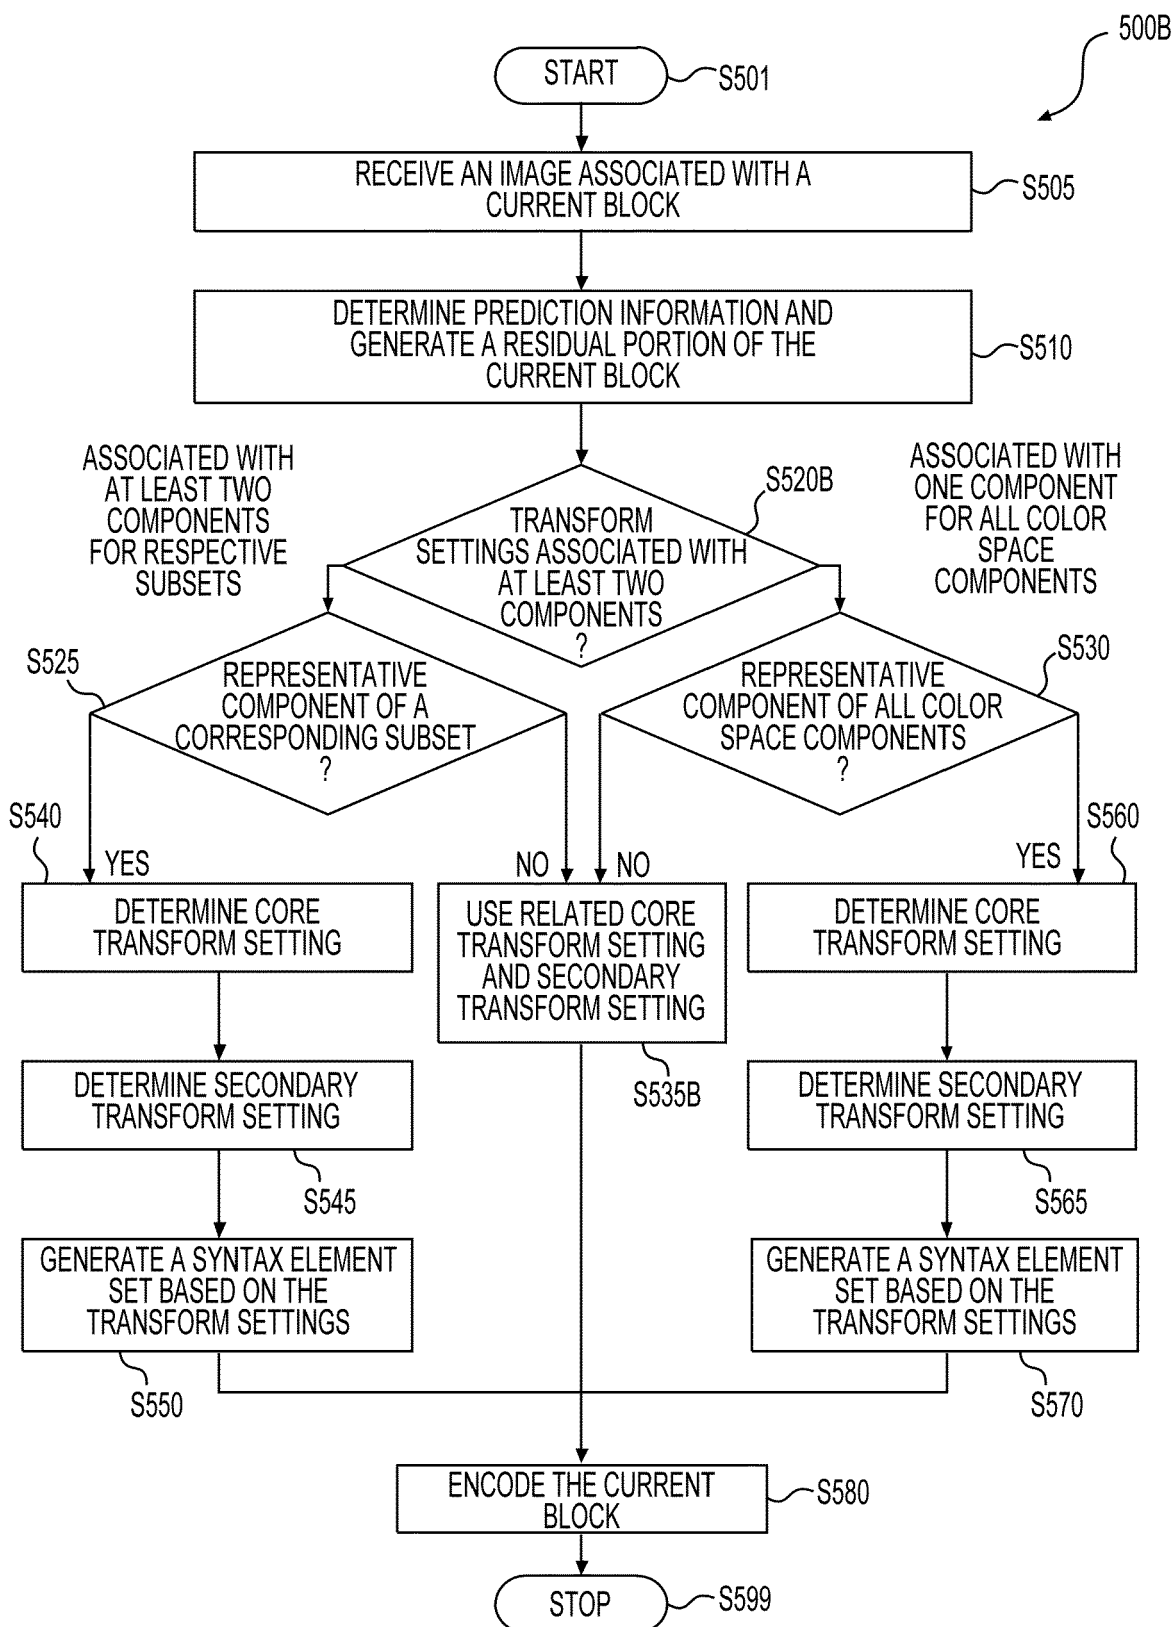 500B
START
S501
RECEIVE AN IMAGE ASSOCIATED WITH A
CURRENT BLOCK
S505
DETERMINE PREDICTION INFORMATION AND
GENERATE A RESIDUAL PORTION OF THE
CURRENT BLOCK
S510
ASSOCIATED WITH
AT LEAST TWO
COMPONENTS
FOR RESPECTIVE
SUBSETS
TRANSFORM
SETTINGS ASSOCIATED WITH
AT LEAST TWO
COMPONENTS
?
S520B
ASSOCIATED WITH
ONE COMPONENT
FOR ALL COLOR
SPACE
COMPONENTS
S525
REPRESENTATIVE
COMPONENT OF A
CORRESPONDING SUBSET
?
REPRESENTATIVE
COMPONENT OF ALL COLOR
SPACE COMPONENTS
?
S530
S540
YES
NO
NO
YES
S560
DETERMINE CORE
TRANSFORM SETTING
USE RELATED CORE
TRANSFORM SETTING
AND SECONDARY
TRANSFORM SETTING
S535B
DETERMINE CORE
TRANSFORM SETTING
DETERMINE SECONDARY
TRANSFORM SETTING
S545
DETERMINE SECONDARY
TRANSFORM SETTING
S565
GENERATE A SYNTAX ELEMENT
SET BASED ON THE
TRANSFORM SETTINGS
S550
GENERATE A SYNTAX ELEMENT
SET BASED ON THE
TRANSFORM SETTINGS
S570
ENCODE THE CURRENT
BLOCK
S580
STOP
S599